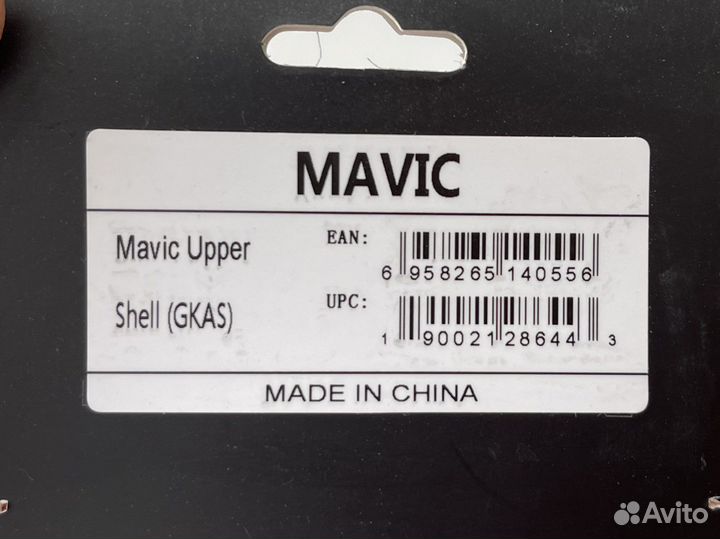 MAVIC
Mavic Upper
Shell (GKAS)
EAN:
6 958265 140556
UPC:
1 90021 28644 3
MADE IN CHINA
Avito